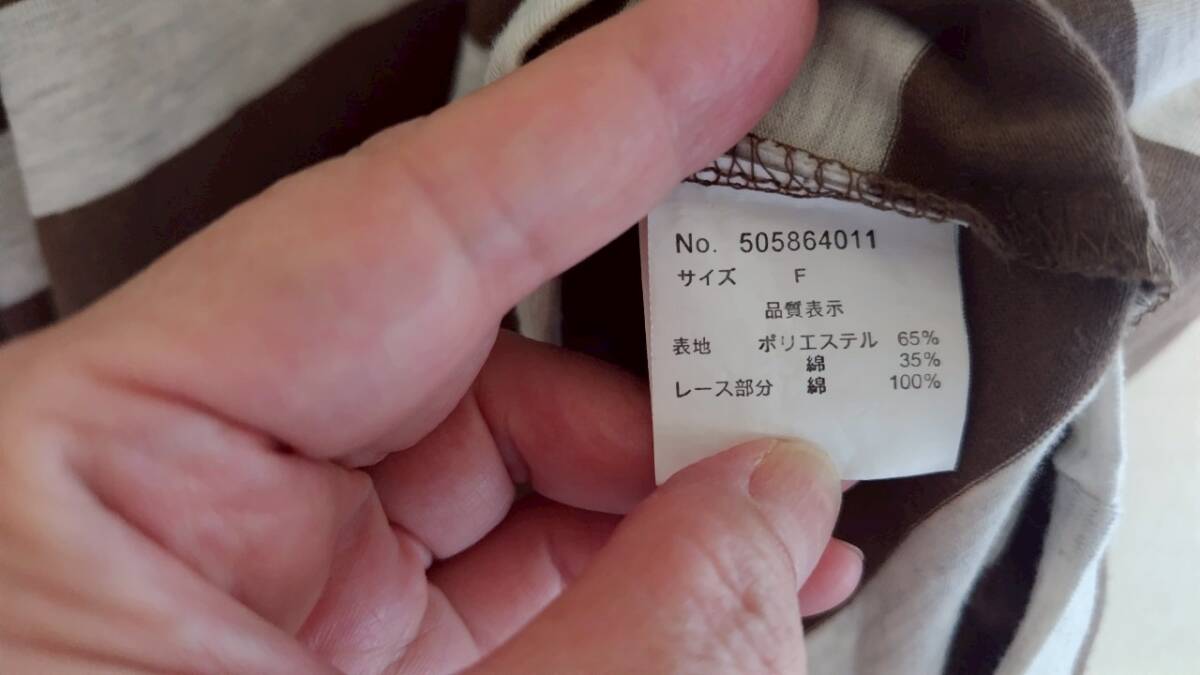 No. 505864011
サイズ F
品質表示
表地 ポリエステル 65%
綿 35%
レース部分 綿 100%